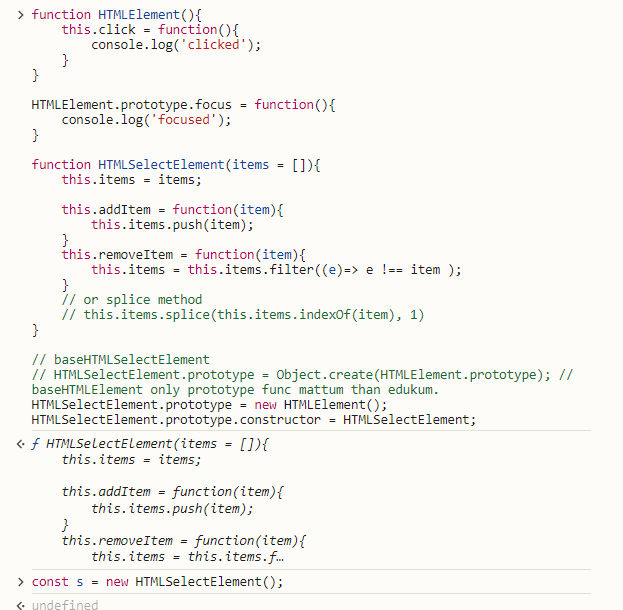 > function HTMLElement(){
    this.click = function(){
        console.log('clicked');
    }
}

HTMLElement.prototype.focus = function(){
    console.log('focused');
}

function HTMLSelectElement(items = []){
    this.items = items;

    this.addItem = function(item){
        this.items.push(item);
    }
    this.removeItem = function(item){
        this.items = this.items.filter((e)=> e !== item );
    }
    // or splice method
    // this.items.splice(this.items.indexOf(item), 1)
}

// baseHTMLSelectElement
// HTMLSelectElement.prototype = Object.create(HTMLElement.prototype); //
baseHTMLElement only prototype func mattum than edukum.
HTMLSelectElement.prototype = new HTMLElement();
HTMLSelectElement.prototype.constructor = HTMLSelectElement;
ƒ HTMLSelectElement(items = []){
    this.items = items;

    this.addItem = function(item){
        this.items.push(item);
    }
    this.removeItem = function(item){
        this.items = this.items.f…
> const s = new HTMLSelectElement();
undefined